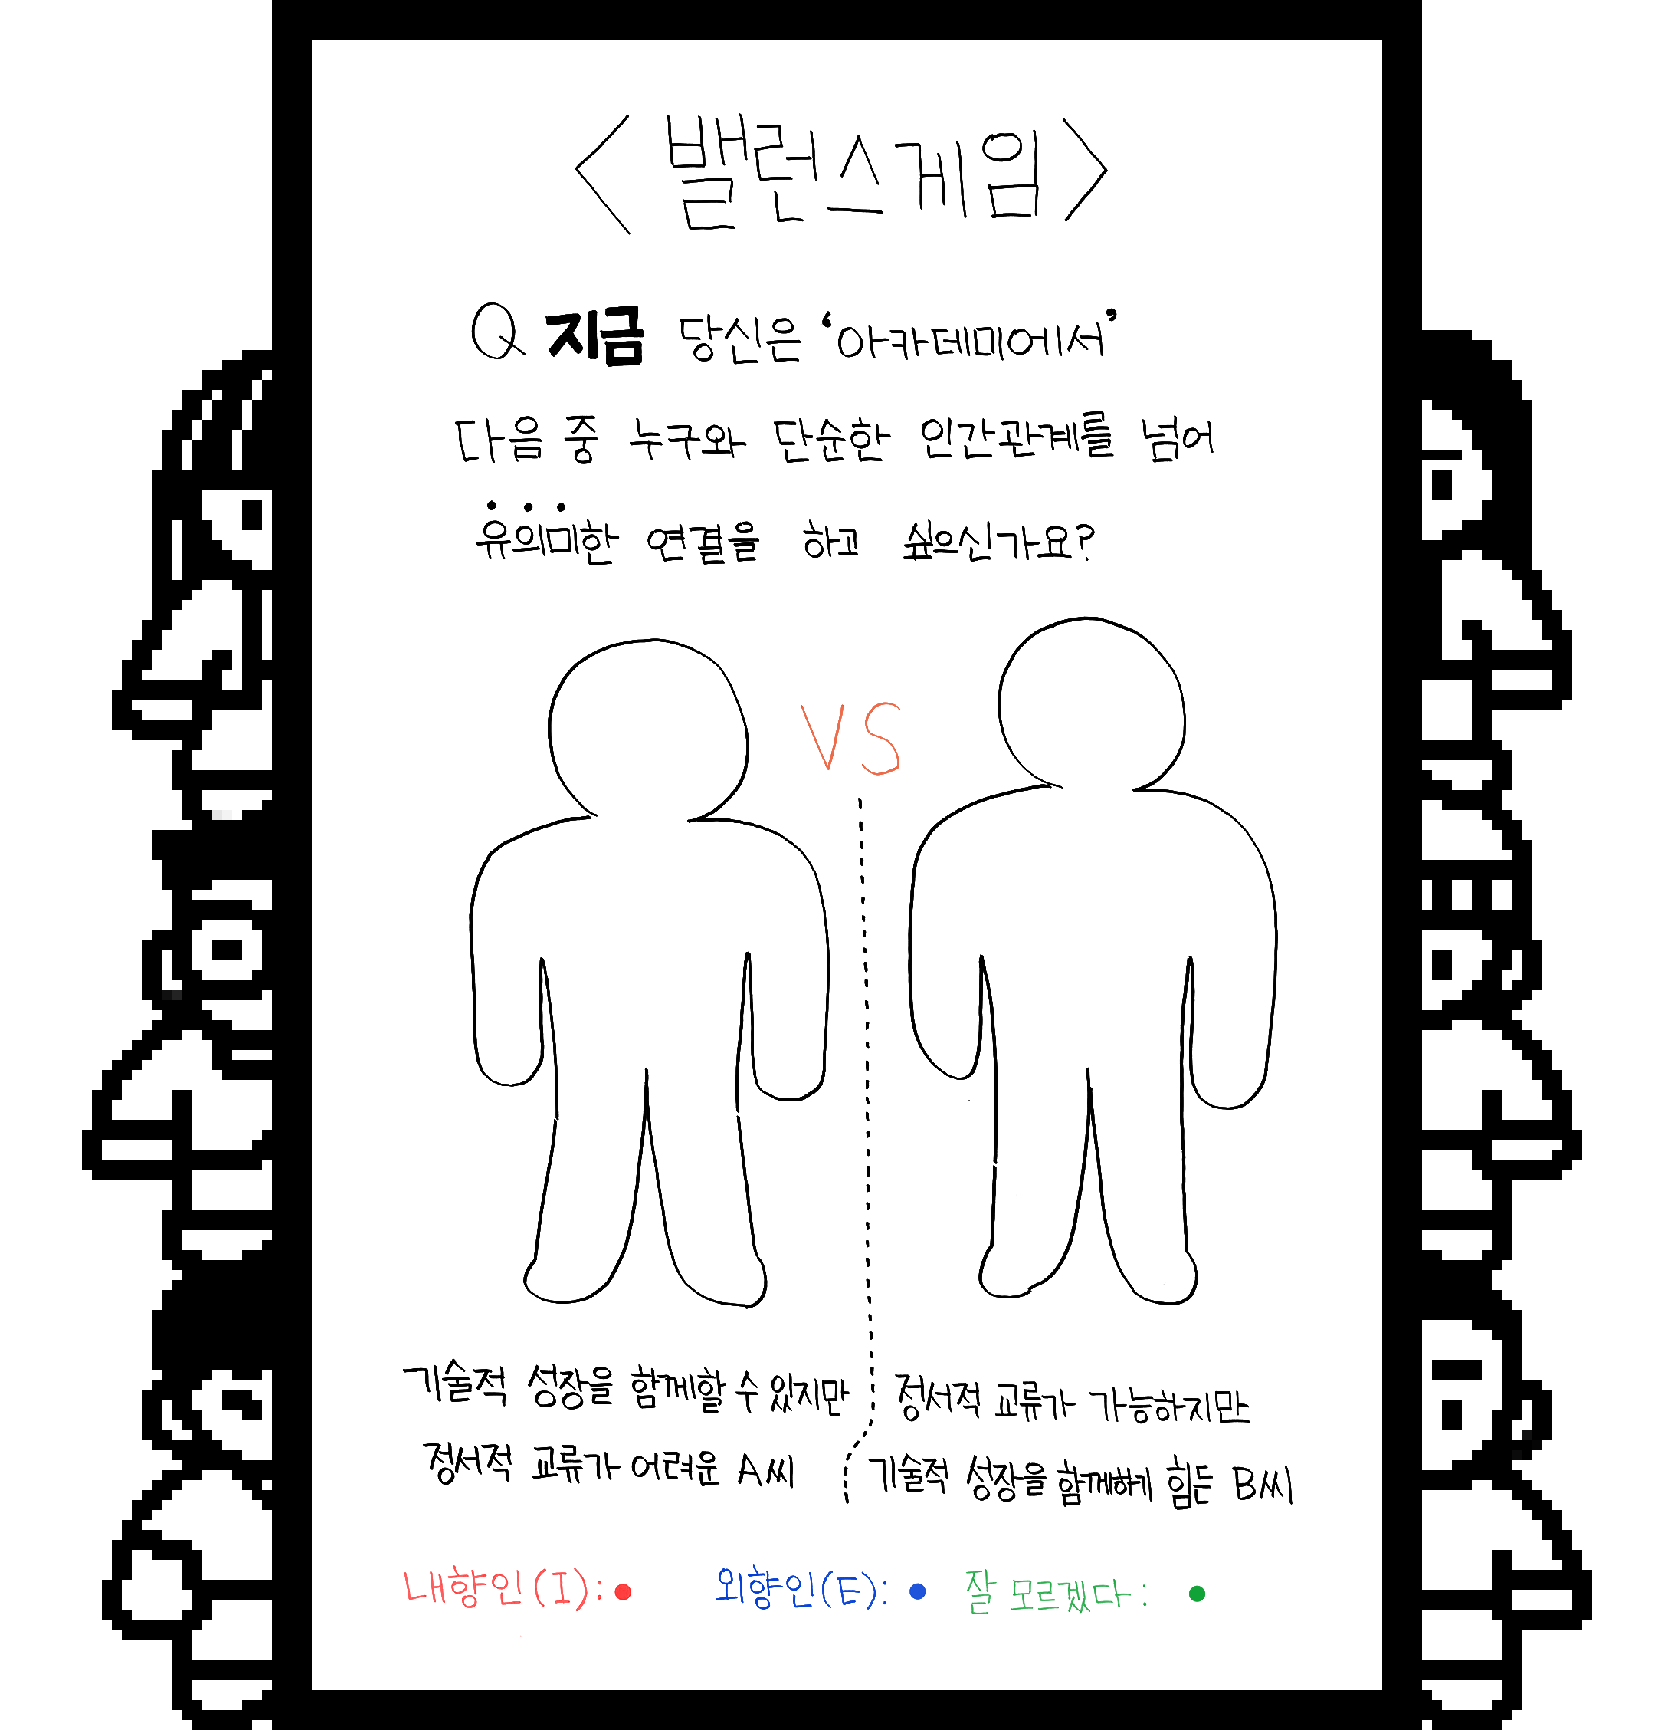 <밸런스게임>
Q 지금 당신은 '아카데미에서'
다음 중 누구와 단순한 인간관계를 넘어
유의미한 연결을 하고 싶으신가요?
VS
기술적 성장을 함께할 수 있지만
정서적 교류가 어려운 A씨
정서적 교류가 가능하지만
기술적 성장을 함께하기 힘든 B씨
내향인(I): 외향인(E): 잘 모르겠다: